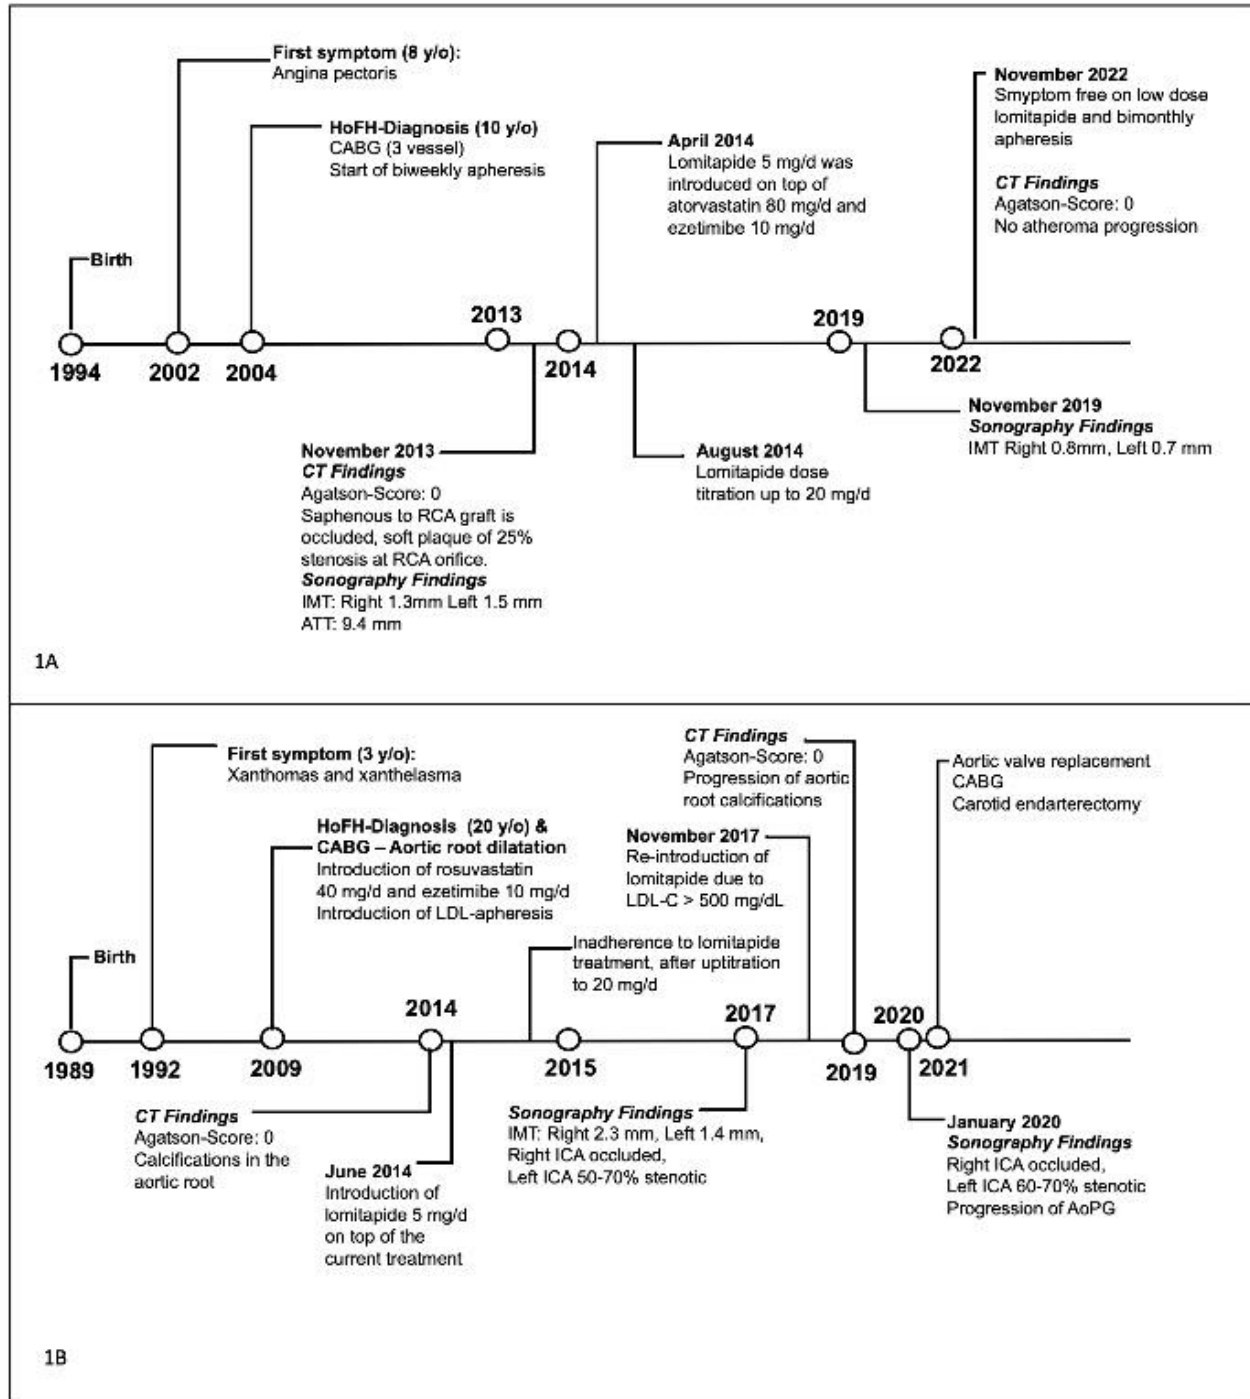 First symptom (8 y/o):
Angina pectoris
HoFH-Diagnosis (10 y/o)
CABG (3 vessel)
Start of biweekly apheresis
April 2014
Lomitapide 5 mg/d was
introduced on top of
atorvastatin 80 mg/d and
ezetimibe 10 mg/d
November 2022
Smyptom free on low dose
lomitapide and bimonthly
apheresis
CT Findings
Agatson-Score: 0
No atheroma progression
Birth
1994
2002
2004
2013
2014
2019
2022
November 2013
CT Findings
Agatson-Score: 0
Saphenous to RCA graft is
occluded, soft plaque of 25%
stenosis at RCA orifice.
Sonography Findings
IMT: Right 1.3mm Left 1.5 mm
ATT: 9.4 mm
August 2014
Lomitapide dose
titration up to 20 mg/d
November 2019
Sonography Findings
IMT Right 0.8mm, Left 0.7 mm
1A
First symptom (3 y/o):
Xanthomas and xanthelasma
HoFH-Diagnosis (20 y/o) &
CABG – Aortic root dilatation
Introduction of rosuvastatin
40 mg/d and ezetimibe 10 mg/d
Introduction of LDL-apheresis
CT Findings
Agatson-Score: 0
Progression of aortic
root calcifications
November 2017
Re-introduction of
lomitapide due to
LDL-C > 500 mg/dL
Aortic valve replacement
CABG
Carotid endarterectomy
Inadherence to lomitapide
treatment, after uptitration
to 20 mg/d
Birth
1989
1992
2009
2014
2015
2017
2019
2020
2021
CT Findings
Agatson-Score: 0
Calcifications in the
aortic root
June 2014
Introduction of
lomitapide 5 mg/d
on top of the
current treatment
Sonography Findings
IMT: Right 2.3 mm, Left 1.4 mm,
Right ICA occluded,
Left ICA 50-70% stenotic
January 2020
Sonography Findings
Right ICA occluded,
Left ICA 60-70% stenotic
Progression of AoPG
1B